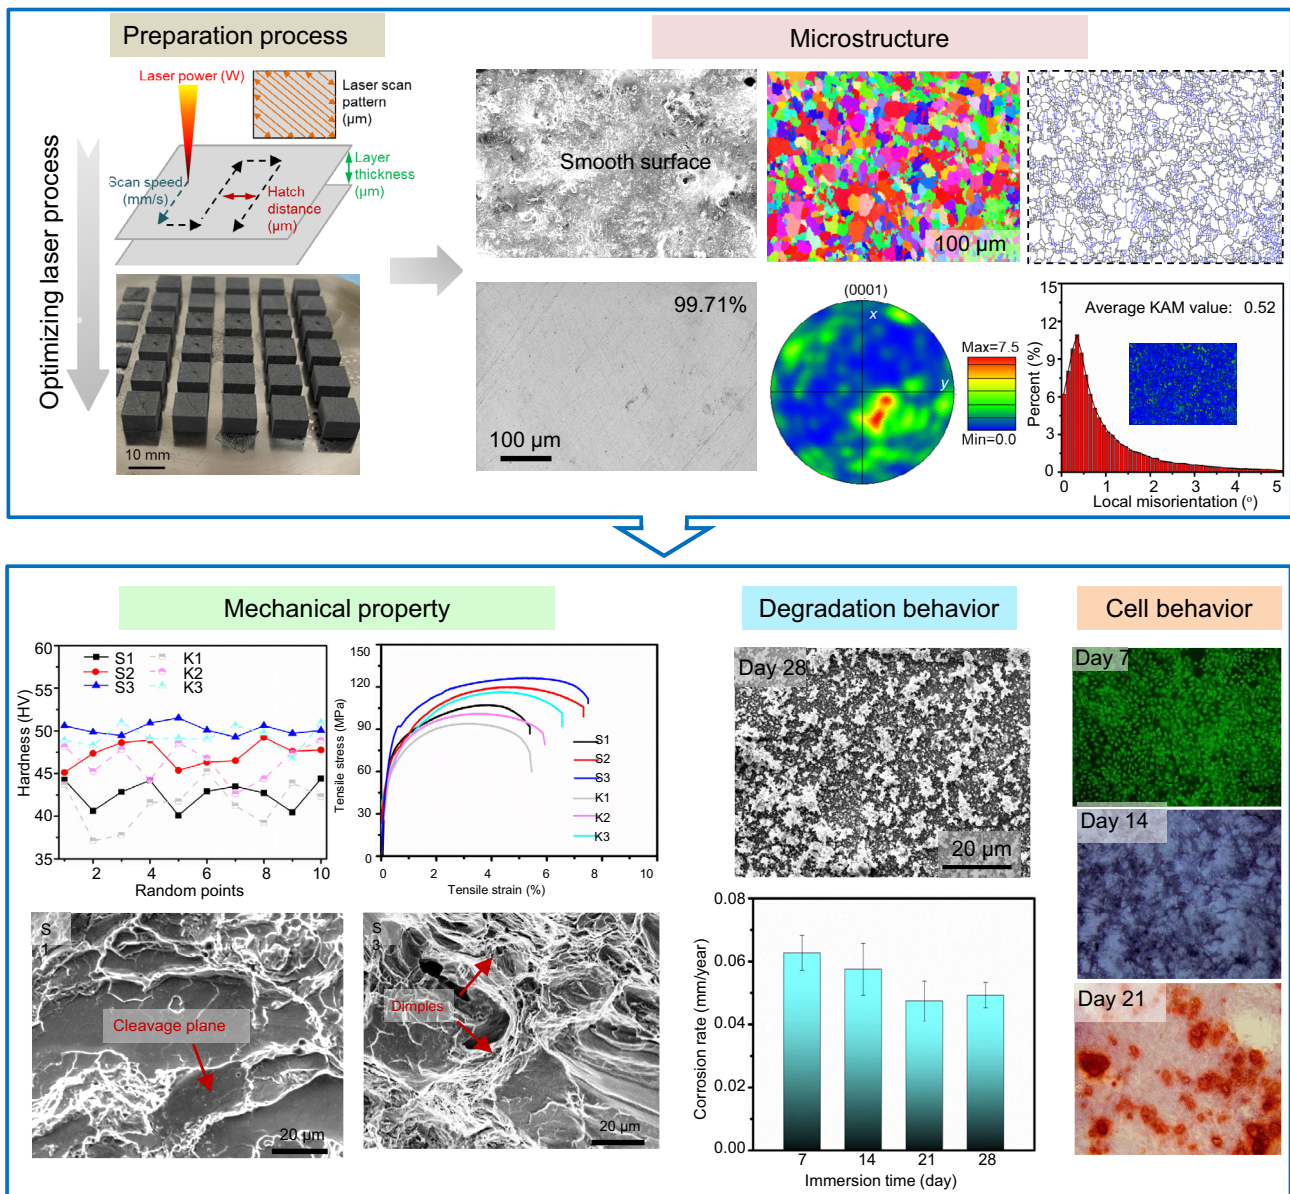 Preparation process
Microstructure
Optimizing laser process
Laser power (W)
Laser scan
pattern
(μm)
Layer
thickness
(μm)
Scan speed
(mm/s)
Hatch
distance
(μm)
10 mm
Smooth surface
100 μm
99.71%
100 μm
(0001)
x
y
Max=7.5
Min=0.0
Average KAM value: 0.52
Percent (%)
15
12
9
6
3
0
0 1 2 3 4 5
Local misorientation (°)
Mechanical property
Degradation behavior
Cell behavior
Hardness (HV)
60
55
50
45
40
35
S1 K1
S2 K2
S3 K3
2 4 6 8 10
Random points
Tensile stress (MPa)
150
120
90
60
30
0
S1
S2
S3
K1
K2
K3
0 2 4 6 8 10
Tensile strain (%)
S
1
Cleavage plane
20 μm
S
3
Dimples
20 μm
Day 28
20 μm
Corrosion rate (mm/year)
0.08
0.06
0.04
0.02
0.00
7 14 21 28
Immersion time (day)
Day 7
Day 14
Day 21